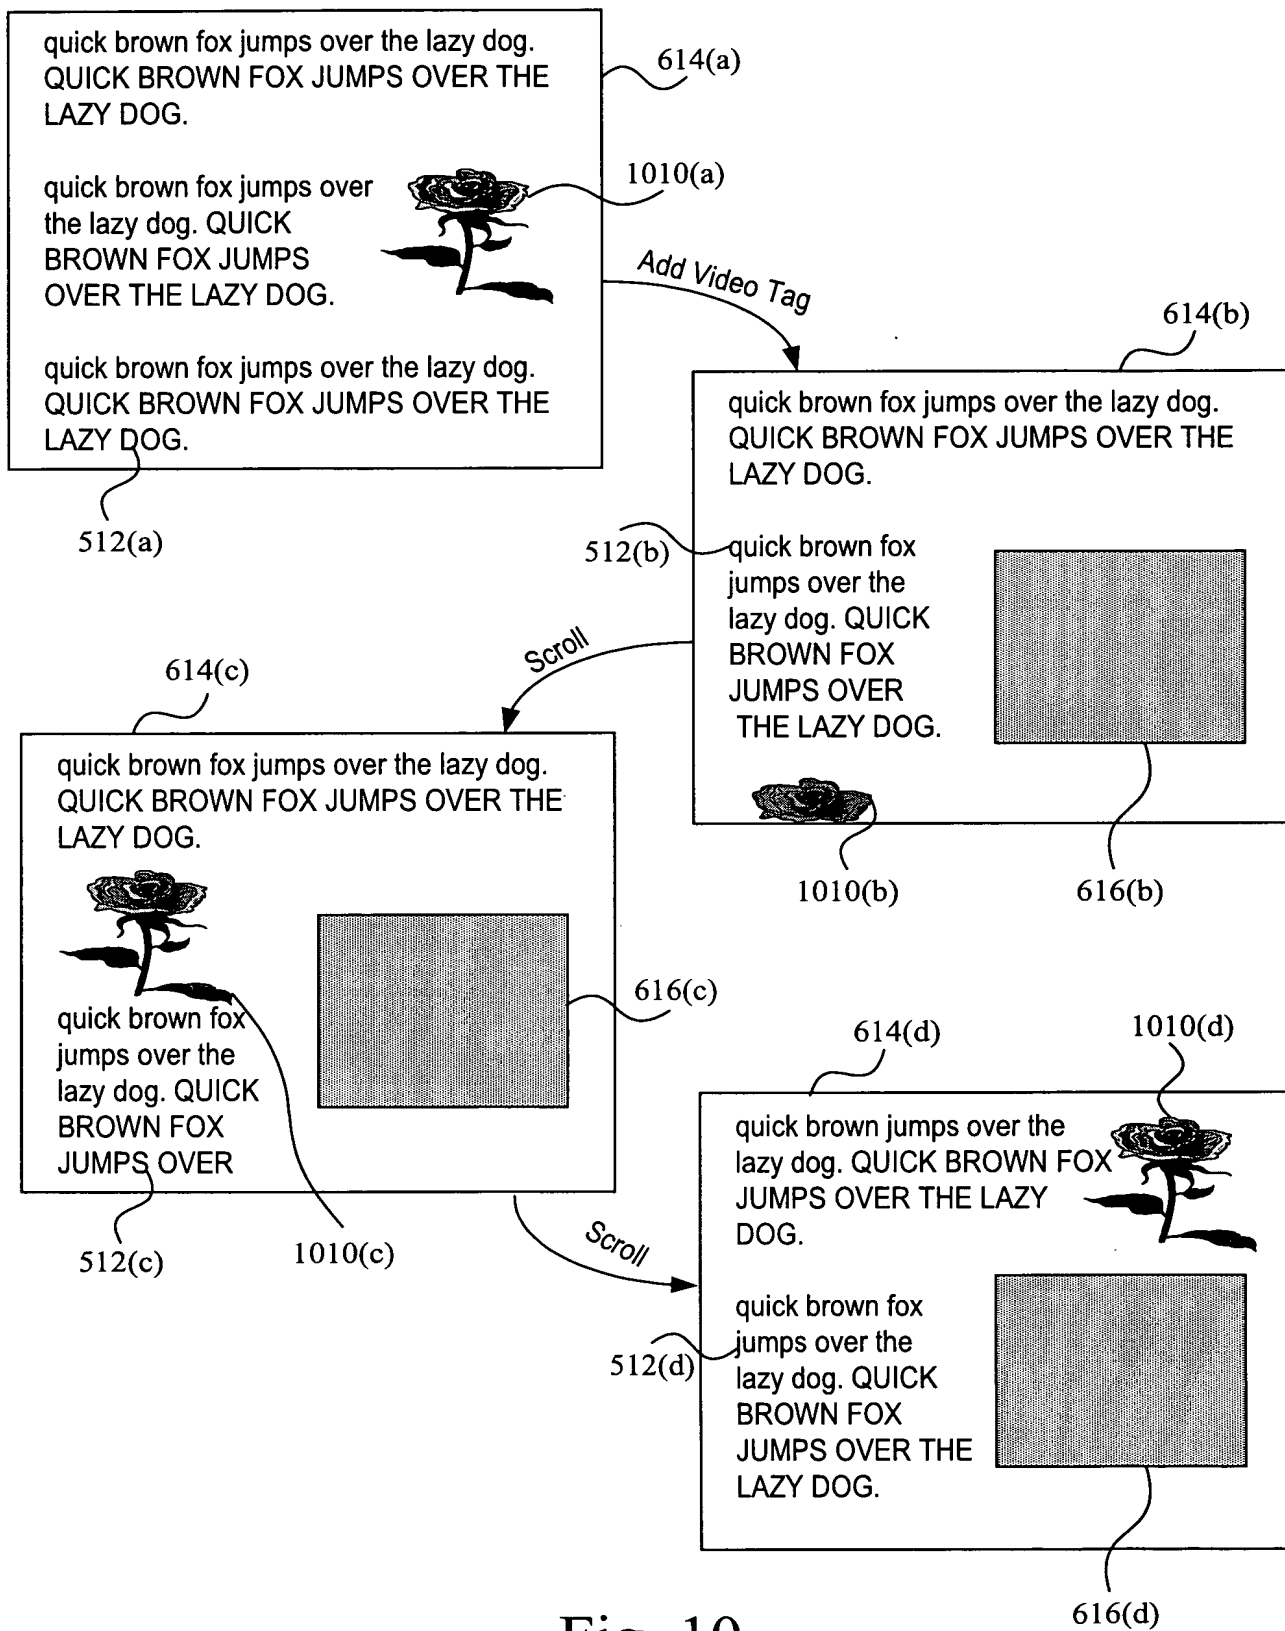 quick brown fox jumps over the lazy dog.
QUICK BROWN FOX JUMPS OVER THE
LAZY DOG.
614(a)
quick brown fox jumps over
the lazy dog. QUICK
BROWN FOX JUMPS
OVER THE LAZY DOG.
1010(a)
quick brown fox jumps over the lazy dog.
QUICK BROWN FOX JUMPS OVER THE
LAZY DOG.
512(a)
Add Video Tag
614(b)
quick brown fox jumps over the lazy dog.
QUICK BROWN FOX JUMPS OVER THE
LAZY DOG.
512(b)
quick brown fox
jumps over the
lazy dog. QUICK
BROWN FOX
JUMPS OVER
THE LAZY DOG.
1010(b)
616(b)
Scroll
614(c)
quick brown fox jumps over the lazy dog.
QUICK BROWN FOX JUMPS OVER THE
LAZY DOG.
616(c)
quick brown fox
jumps over the
lazy dog. QUICK
BROWN FOX
JUMPS OVER
512(c)
1010(c)
Scroll
614(d)
1010(d)
quick brown jumps over the
lazy dog. QUICK BROWN FOX
JUMPS OVER THE LAZY
DOG.
512(d)
quick brown fox
jumps over the
lazy dog. QUICK
BROWN FOX
JUMPS OVER THE
LAZY DOG.
616(d)
Fig. 10